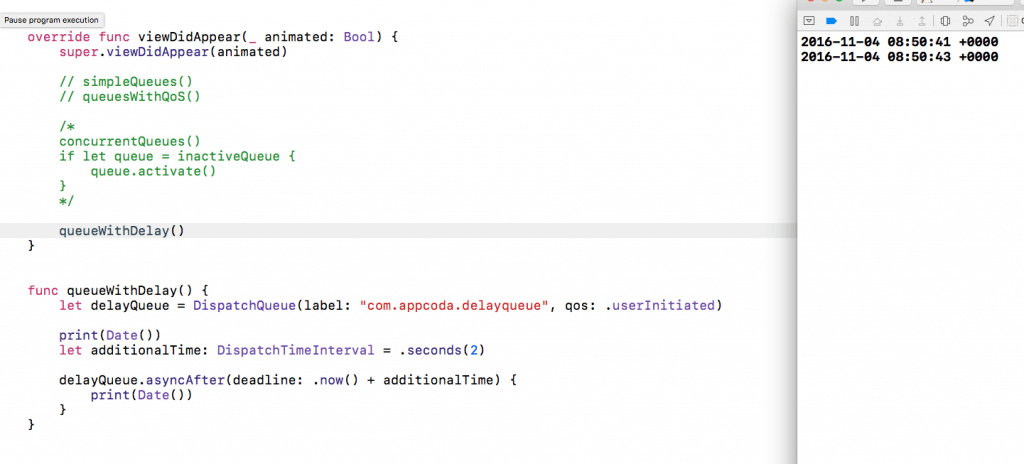 Pause program execution
override func viewDidAppear(_ animated: Bool) {
super.viewDidAppear(animated)
// simpleQueues()
// queuesWithQoS()
/*
concurrentQueues()
if let queue = inactiveQueue {
queue.activate()
}
*/
queueWithDelay()
}
func queueWithDelay() {
let delayQueue = DispatchQueue(label: "com.appcoda.delayqueue", qos: .userInitiated)
print(Date())
let additionalTime: DispatchTimeInterval = .seconds(2)
delayQueue.asyncAfter(deadline: .now() + additionalTime) {
print(Date())
}
}
2016-11-04 08:50:41 +0000
2016-11-04 08:50:43 +0000